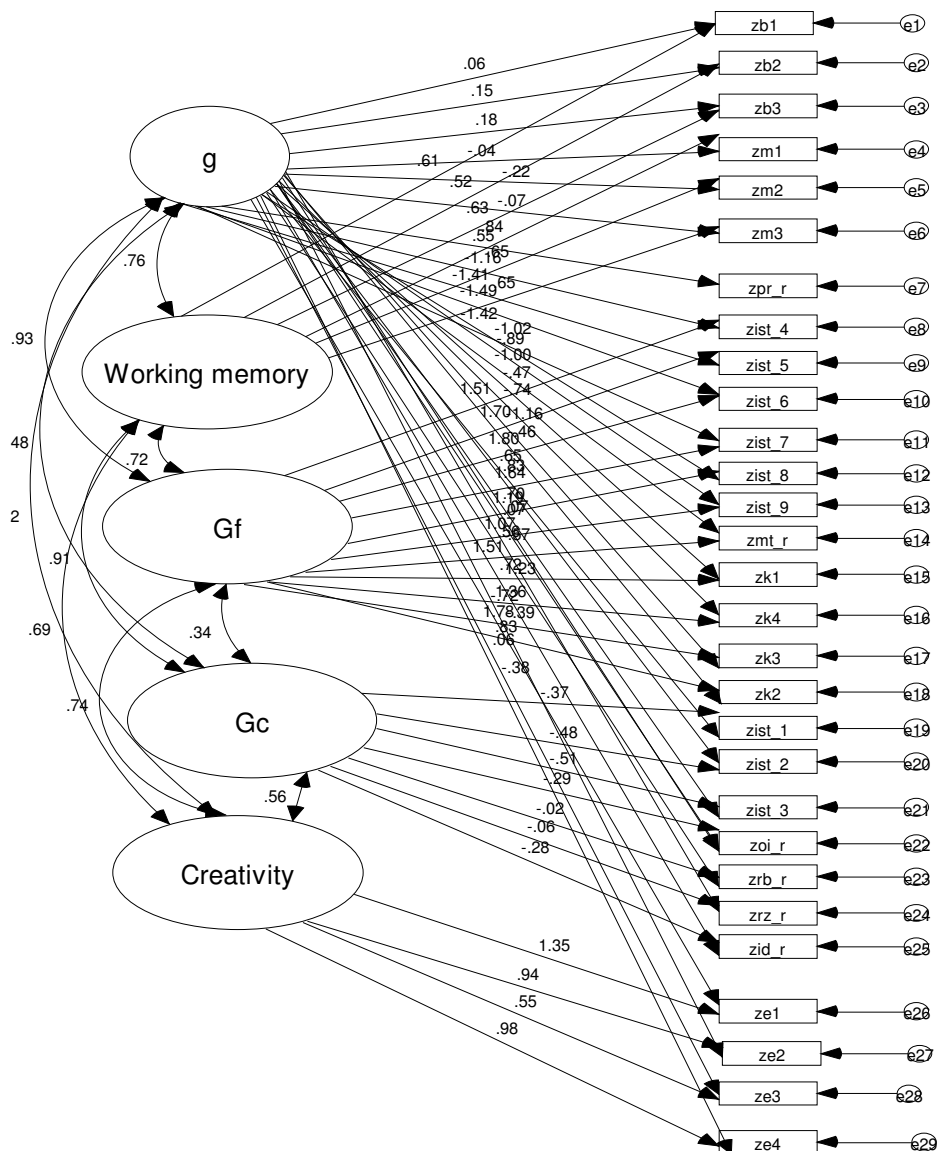 zb1
e1
.06
zb2
e2
.15
zb3
e3
.18
g
zm1
e4
-.04
.61
-.22
.52
zm2
e5
-.07
.63
zm3
e6
.84
.55
.65
-1.16
.76
-1.41
.65
zpr_r
e7
-1.49
-1.42
zist_4
e8
-1.02
.93
-.89
-1.00
zist_5
e9
Working memory
-.47
-.74
1.51
zist_6
e10
1.70
-1.16
.46
48
1.80
zist_7
e11
.72
.65
1.64
zist_8
e12
zist_9
e13
2
Gf
1.07
zmt_r
e14
1.51
.91
.72
1.23
zk1
e15
-.72
1.78
.39
zk4
e16
.69
.34
.83
.06
zk3
e17
-.38
zk2
e18
-.37
.74
Gc
-.48
zist_1
e19
-.51
zist_2
e20
-.29
.56
-.02
zist_3
e21
-.06
zoi_r
e22
-.28
Creativity
zrb_r
e23
zrz_r
e24
1.35
zid_r
e25
.94
.55
ze1
e26
.98
ze2
e27
ze3
e28
ze4
e29